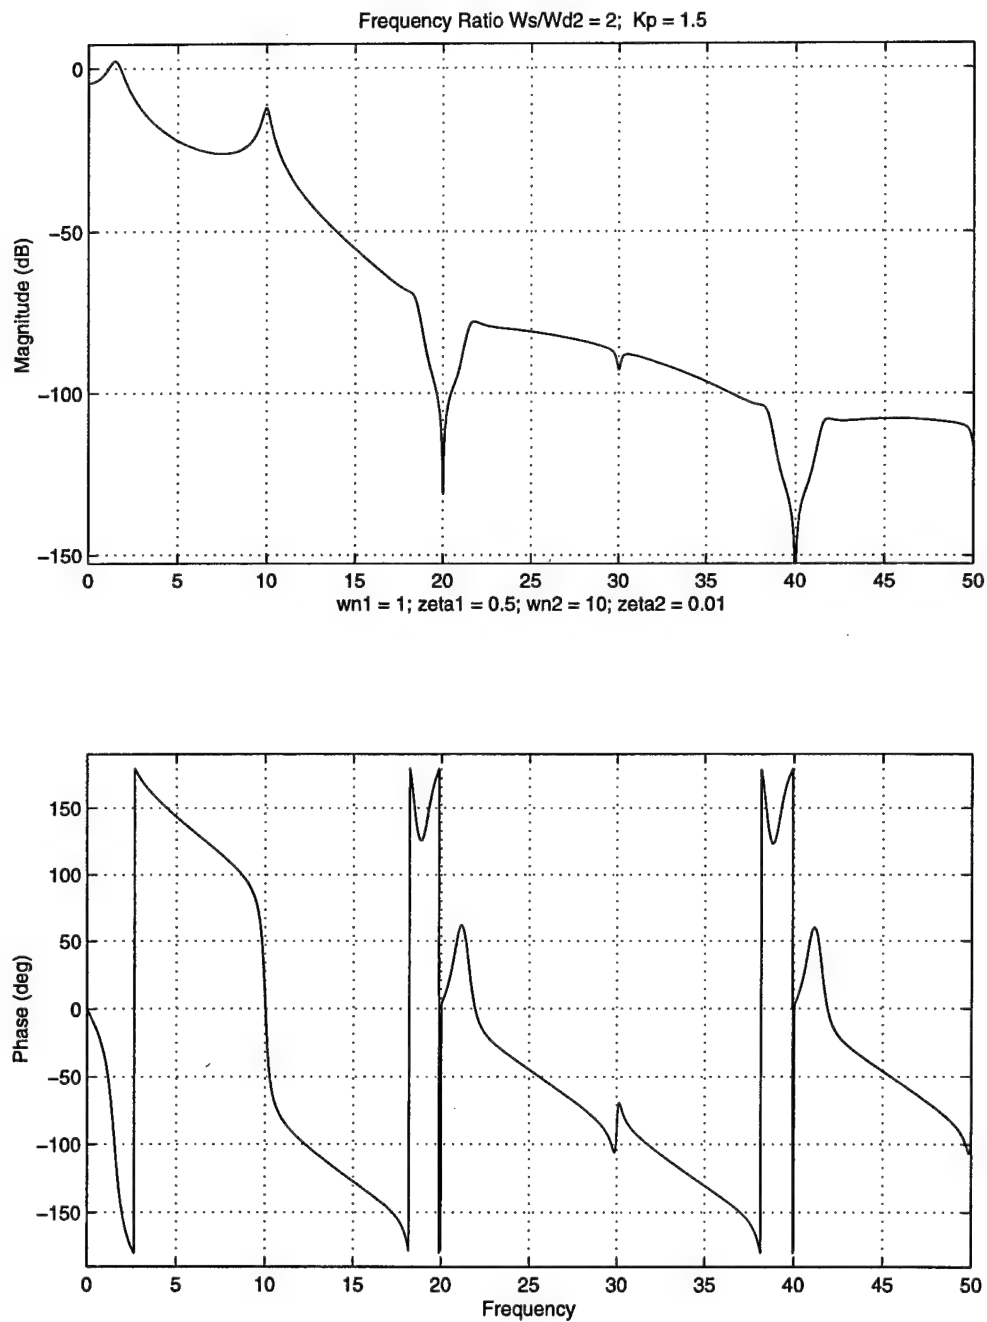 Frequency Ratio Ws/Wd2 = 2; Kp = 1.5
0
−50
−100
−150
Magnitude (dB)
0 5 10 15 20 25 30 35 40 45 50
wn1 = 1; zeta1 = 0.5; wn2 = 10; zeta2 = 0.01
150
100
50
0
−50
−100
−150
Phase (deg)
0 5 10 15 20 25 30 35 40 45 50
Frequency